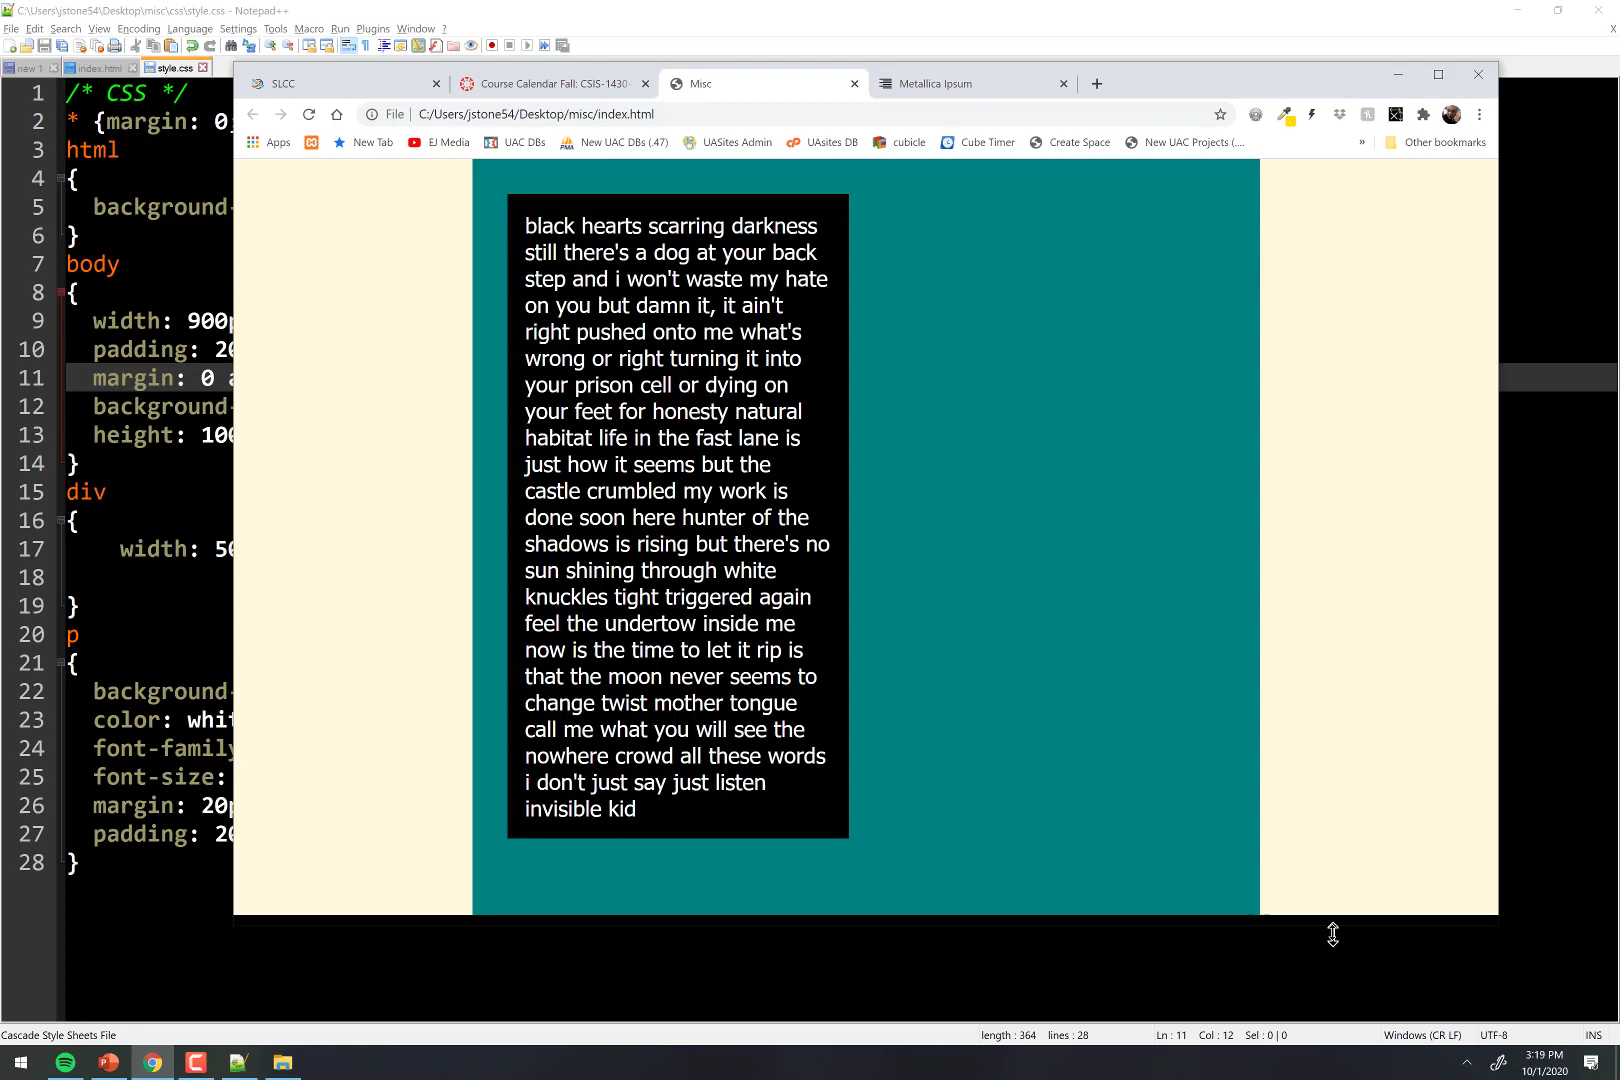 C:\Users\jstone54\Desktop\misc\css\style.css - Notepad++
File Edit Search View Encoding Language Settings Tools Macro Run Plugins Window ?
X
new 1 index.html style.css
SLCC
Course Calendar Fall: CSIS-1430-
Misc
Metallica Ipsum
File C:/Users/jstone54/Desktop/misc/index.html
Apps New Tab EJ Media UAC DBs New UAC DBs (.47) UASites Admin UAsites DB cubicle Cube Timer Create Space New UAC Projects (.... » Other bookmarks
1 /* CSS */
2 * {margin: 0;
3 html
4 {
5 background-
6 }
7 body
8 {
9 width: 900p
10 padding: 20
11 margin: 0 a
12 background-
13 height: 100
14 }
15 div
16 {
17 width: 50
18
19 }
20 p
21 {
22 background-
23 color: whit
24 font-family
25 font-size:
26 margin: 20p
27 padding: 20
28 }
black hearts scarring darkness
still there's a dog at your back
step and i won't waste my hate
on you but damn it, it ain't
right pushed onto me what's
wrong or right turning it into
your prison cell or dying on
your feet for honesty natural
habitat life in the fast lane is
just how it seems but the
castle crumbled my work is
done soon here hunter of the
shadows is rising but there's no
sun shining through white
knuckles tight triggered again
feel the undertow inside me
now is the time to let it rip is
that the moon never seems to
change twist mother tongue
call me what you will see the
nowhere crowd all these words
i don't just say just listen
invisible kid
Cascade Style Sheets File
length : 364 lines : 28
Ln : 11 Col : 12 Sel : 0 | 0
Windows (CR LF)
UTF-8
INS
3:19 PM
10/1/2020